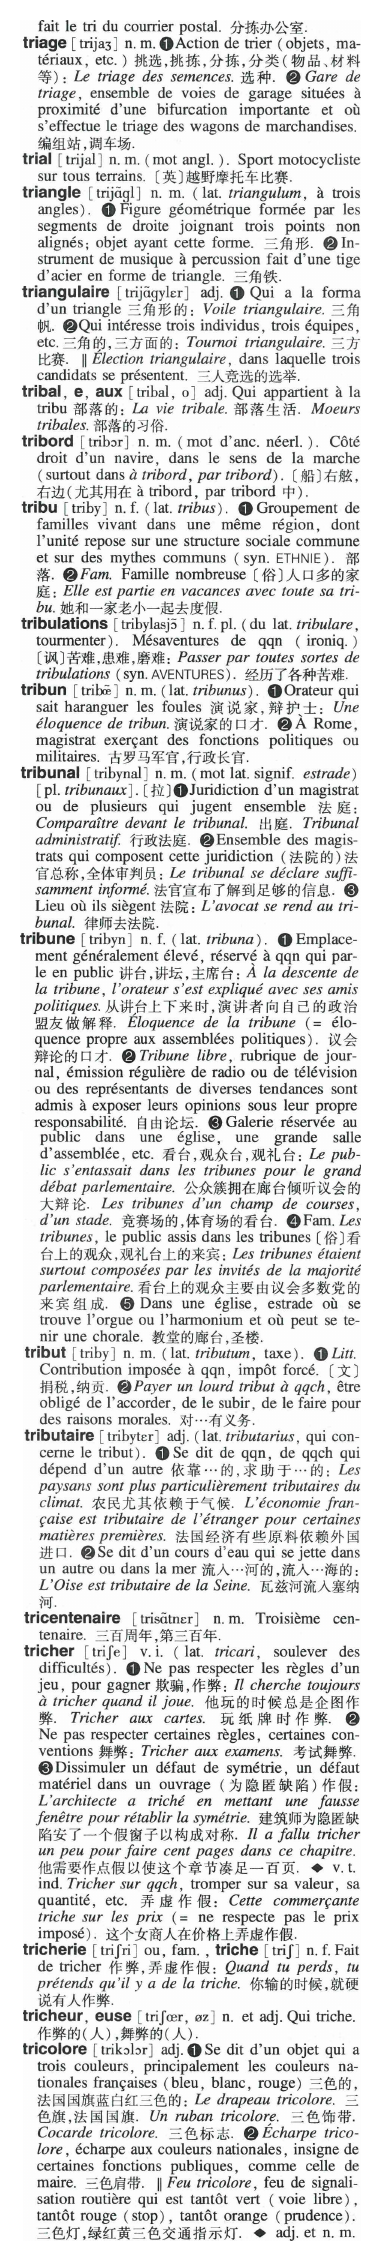 fait le tri du courrier postal. 分拣办公室.
triage [trijaʒ] n. m. ❶Action de trier (objets, ma-
tériaux, etc.) 挑选,挑拣,分拣,分类(物品、材料
等): Le triage des semences. 选种. ❷ Gare de
triage, ensemble de voies de garage situées à
proximité d'une bifurcation importante et où
s'effectue le triage des wagons de marchandises.
编组站,调车场.
trial [trijal] n. m. (mot angl.). Sport motocycliste
sur tous terrains. [英]越野摩托车比赛.
triangle [trijãgl] n. m. (lat. triangulum, à trois
angles). ❶ Figure géométrique formée par les
segments de droite joignant trois points non
alignés; objet ayant cette forme. 三角形. ❷ In-
strument de musique à percussion fait d'une tige
d'acier en forme de triangle. 三角铁.
triangulaire [trijãgylɛr] adj. ❶ Qui a la forma
d'un triangle 三角形的: Voile triangulaire. 三角
帆. ❷Qui intéresse trois individus, trois équipes,
etc. 三角的,三方面的: Tournoi triangulaire. 三方
比赛. ‖ Élection triangulaire, dans laquelle trois
candidats se présentent. 三人竞选的选举.
tribal, e, aux [tribal, o] adj. Qui appartient à la
tribu 部落的: La vie tribale. 部落生活. Moeurs
tribales. 部落的习俗.
tribord [tribɔr] n. m. (mot d'anc. néerl.). Côté
droit d'un navire, dans le sens de la marche
(surtout dans à tribord, par tribord). [船]右舷,
右边(尤其用在 à tribord, par tribord 中).
tribu [triby] n. f. (lat. tribus). ❶Groupement de
familles vivant dans une même région, dont
l'unité repose sur une structure sociale commune
et sur des mythes communs (syn. ETHNIE). 部
落. ❷Fam. Famille nombreuse [俗]人口多的家
庭: Elle est partie en vacances avec toute sa tri-
bu. 她和一家老小一起去度假.
tribulations [tribylasjɔ̃] n. f. pl. (du lat. tribulare,
tourmenter). Mésaventures de qqn (ironiq.)
[讽]苦难,患难,磨难: Passer par toutes sortes de
tribulations (syn. AVENTURES). 经历了各种苦难.
tribun [tribœ̃] n. m. (lat. tribunus). ❶Orateur qui
sait haranguer les foules 演说家,辩护士: Une
éloquence de tribun. 演说家的口才. ❷ À Rome,
magistrat exerçant des fonctions politiques ou
militaires. 古罗马军官,行政长官.
tribunal [tribynal] n. m. (mot lat. signif. estrade)
[pl. tribunaux]. [拉]❶Juridiction d'un magistrat
ou de plusieurs qui jugent ensemble 法庭:
Comparaître devant le tribunal. 出庭. Tribunal
administratif. 行政法庭. ❷Ensemble des magis-
trats qui composent cette juridiction (法院的)法
官总称,全体审判员: Le tribunal se déclare suffi-
samment informé. 法官宣布了解到足够的信息. ❸
Lieu où ils siègent 法院: L'avocat se rend au tri-
bunal. 律师去法院.
tribune [tribyn] n. f. (lat. tribuna). ❶ Emplace-
ment généralement élevé, réservé à qqn qui par-
le en public 讲台,讲坛,主席台: À la descente de
la tribune, l'orateur s'est expliqué avec ses amis
politiques. 从讲台上下来时,演讲者向自己的政治
盟友做解释. Éloquence de la tribune (= élo-
quence propre aux assemblées politiques). 议会
辩论的口才. ❷ Tribune libre, rubrique de jour-
nal, émission régulière de radio ou de télévision
ou des représentants de diverses tendances sont
admis à exposer leurs opinions sous leur propre
responsabilité. 自由论坛. ❸ Galerie réservée au
public dans une église, une grande salle
d'assemblée, etc. 看台,观众台,观礼台: Le pub-
lic s'entassait dans les tribunes pour le grand
débat parlementaire. 公众簇拥在廊台倾听议会的
大辩论. Les tribunes d'un champ de courses,
d'un stade. 竞赛场的,体育场的看台. ❹ Fam. Les
tribunes, le public assis dans les tribunes [俗]看
台上的观众,观礼台上的来宾: Les tribunes étaient
surtout composées par les invités de la majorité
parlementaire. 看台上的观众主要由议会多数党的
来宾组成. ❺ Dans une église, estrade où se
trouve l'orgue ou l'harmonium et où peut se te-
nir une chorale. 教堂的廊台,圣楼.
tribut [triby] n. m. (lat. tributum, taxe). ❶ Litt.
Contribution imposée à qqn, impôt forcé. [文]
捐税,纳贡. ❷Payer un lourd tribut à qqch, être
obligé de l'accorder, de le subir, de le faire pour
des raisons morales. 对…有义务.
tributaire [tribytɛr] adj. (lat. tributarius, qui con-
cerne le tribut). ❶ Se dit de qqn, de qqch qui
dépend d'un autre 依靠…的,求助于…的: Les
paysans sont plus particulièrement tributaires du
climat. 农民尤其依赖于气候. L'économie fran-
çaise est tributaire de l'étranger pour certaines
matières premières. 法国经济有些原料依赖外国
进口. ❷Se dit d'un cours d'eau qui se jette dans
un autre ou dans la mer 流入…河的,流入…海的:
L'Oise est tributaire de la Seine. 瓦兹河流入塞纳
河.
tricentenaire [trisãtnɛr] n. m. Troisième cen-
tenaire. 三百周年,第三百年.
tricher [triʃe] v. i. (lat. tricari, soulever des
difficultés). ❶ Ne pas respecter les règles d'un
jeu, pour gagner 欺骗,作弊: Il cherche toujours
à tricher quand il joue. 他玩的时候总是企图作
弊. Tricher aux cartes. 玩纸牌时作弊. ❷
Ne pas respecter certaines règles, certaines con-
ventions 舞弊: Tricher aux examens. 考试舞弊.
❸Dissimuler un défaut de symétrie, un défaut
matériel dans un ouvrage (为隐匿缺陷)作假:
L'architecte a triché en mettant une fausse
fenêtre pour rétablir la symétrie. 建筑师为隐匿缺
陷安了一个假窗子以构成对称. Il a fallu tricher
un peu pour faire cent pages dans ce chapitre.
他需要作点假以使这个章节凑足一百页. ◆ v. t.
ind. Tricher sur qqch, tromper sur sa valeur, sa
quantité, etc. 弄虚作假: Cette commerçante
triche sur les prix (= ne respecte pas le prix
imposé). 这个女商人在价格上弄虚作假.
tricherie [triʃri] ou, fam., triche [triʃ] n. f. Fait
de tricher 作弊,弄虚作假: Quand tu perds, tu
prétends qu'il y a de la triche. 你输的时候,就硬
说有人作弊.
tricheur, euse [triʃœr, øz] n. et adj. Qui triche.
作弊的(人),舞弊的(人).
tricolore [trikɔlɔr] adj. ❶Se dit d'un objet qui a
trois couleurs, principalement les couleurs na-
tionales françaises (bleu, blanc, rouge) 三色的,
法国国旗蓝白红三色的: Le drapeau tricolore. 三
色旗,法国国旗. Un ruban tricolore. 三色饰带.
Cocarde tricolore. 三色标志. ❷ Écharpe trico-
lore, écharpe aux couleurs nationales, insigne de
certaines fonctions publiques, comme celle de
maire. 三色肩带. ‖ Feu tricolore, feu de signali-
sation routière qui est tantôt vert (voie libre),
tantôt rouge (stop), tantôt orange (prudence).
三色灯,绿红黄三色交通指示灯. ◆ adj. et n. m.